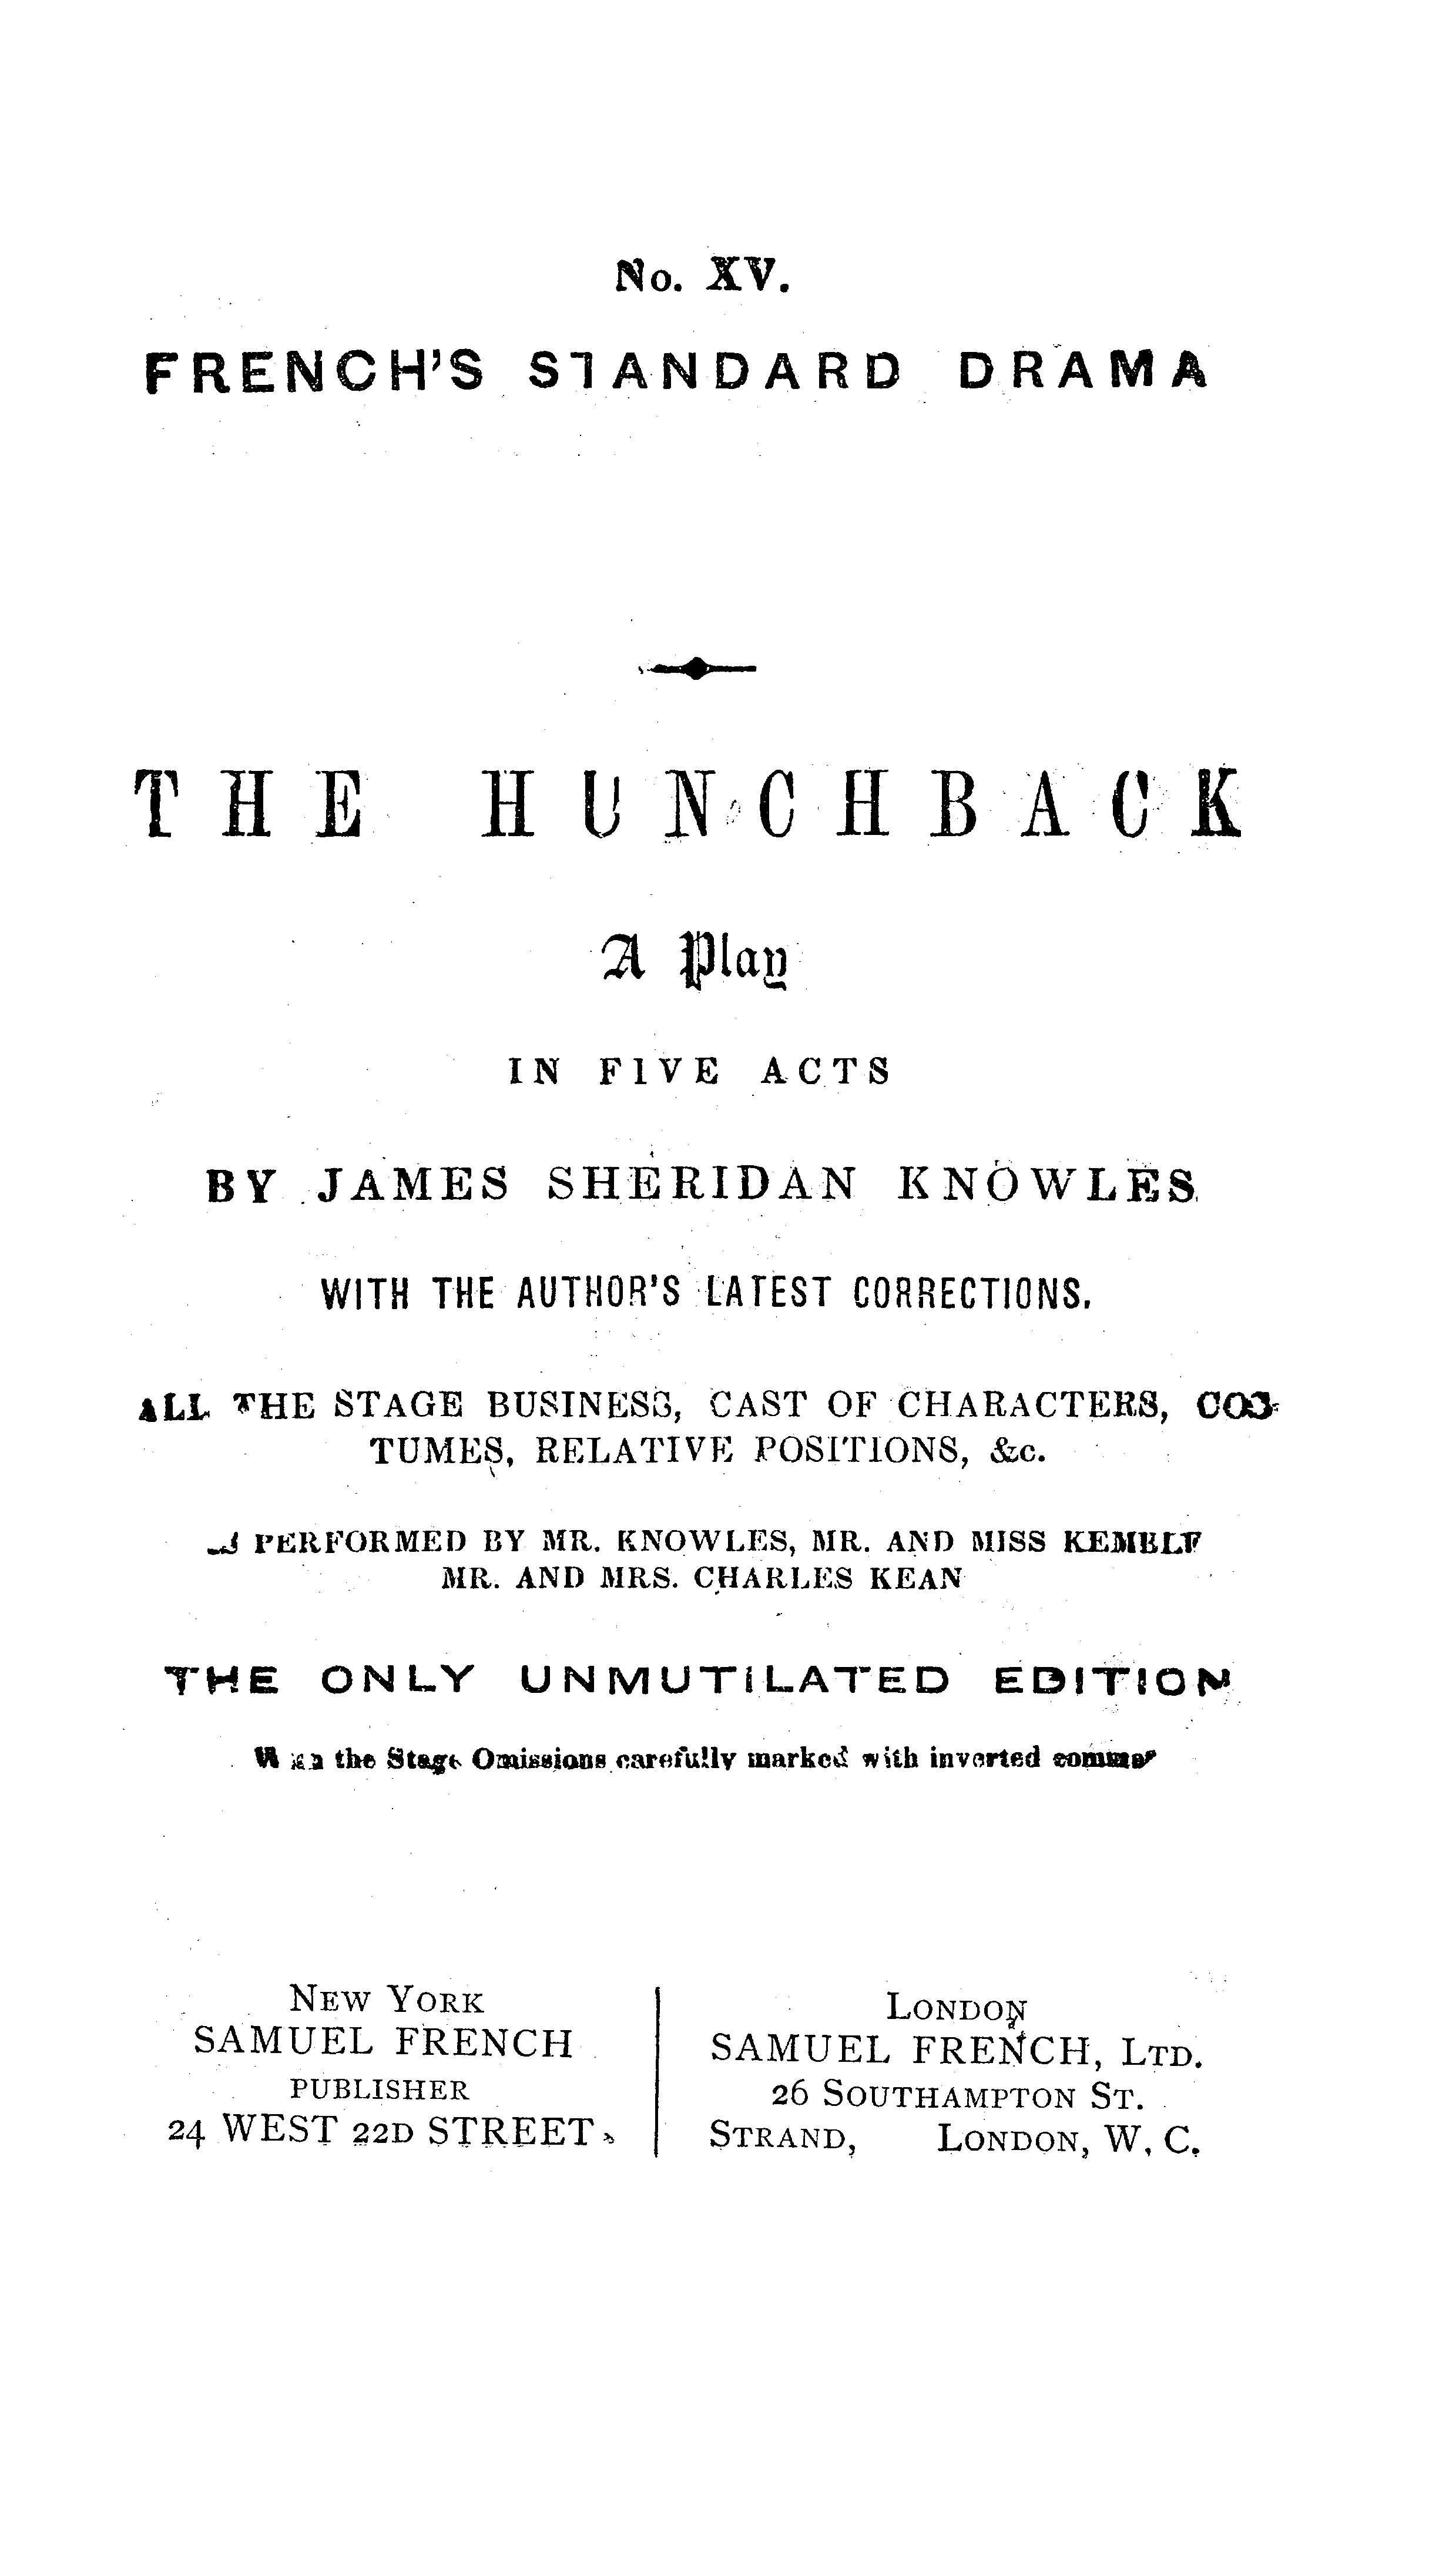 No. XV.
FRENCH'S STANDARD DRAMA
THE HUNCHBACK
A Play
IN FIVE ACTS
BY JAMES SHERIDAN KNOWLES
WITH THE AUTHOR'S LATEST CORRECTIONS.
ALL THE STAGE BUSINESS, CAST OF CHARACTERS, COS-
TUMES, RELATIVE POSITIONS, &c.
PERFORMED BY MR. KNOWLES, MR. AND MISS KEMBLE
MR. AND MRS. CHARLES KEAN
THE ONLY UNMUTILATED EDITION
With the Stage Omissions carefully marked with inverted commas
NEW YORK
SAMUEL FRENCH
PUBLISHER
24 WEST 22D STREET
LONDON
SAMUEL FRENCH, LTD.
26 SOUTHAMPTON ST.
STRAND, LONDON, W. C.